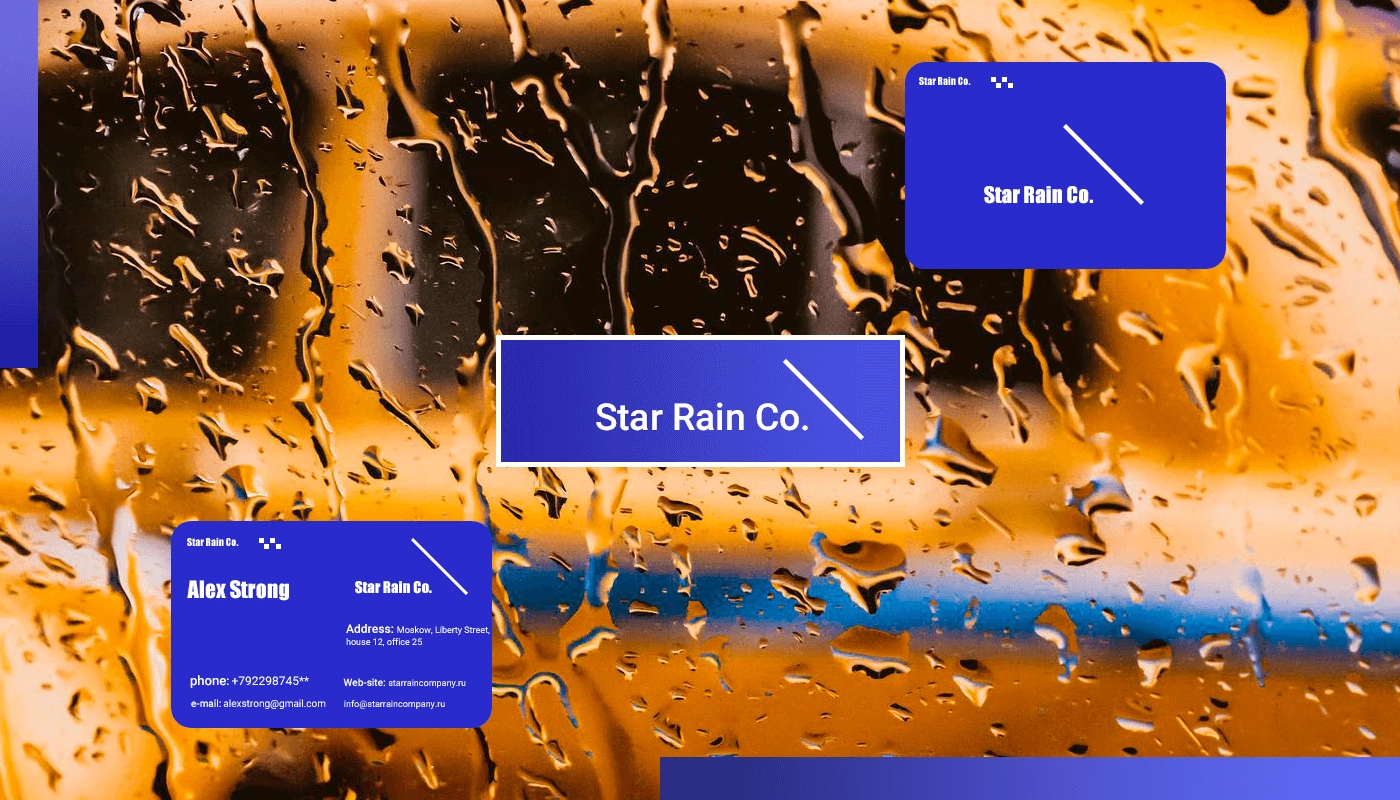 Star Rain Co.
Star Rain Co.
Star Rain Co.
Star Rain Co.
Alex Strong
Star Rain Co.
Address: Moskow, Liberty Street,
house 12, office 25
phone: +792298745**
Web-site: starraincompany.ru
e-mail: alexstrong@gmail.com
info@starraincompany.ru